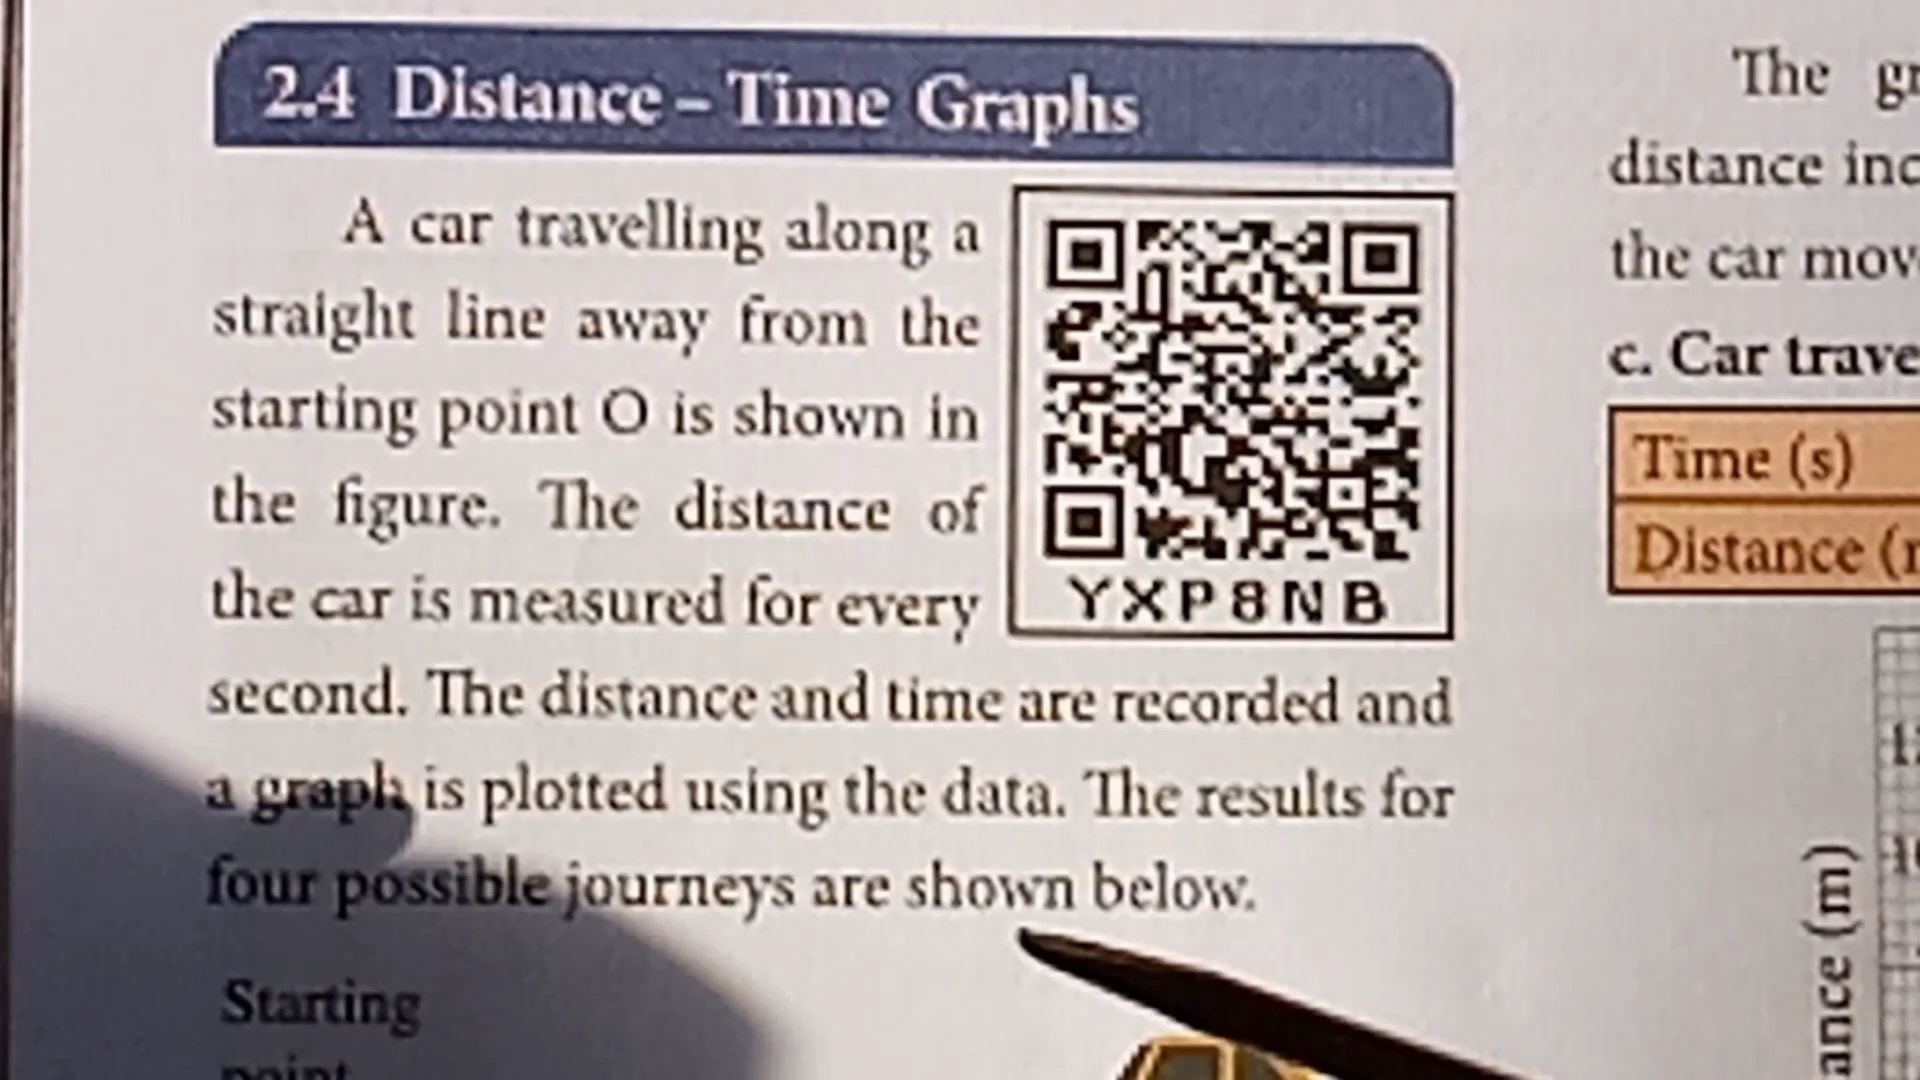 2.4 Distance – Time Graphs
A car travelling along a
straight line away from the
starting point O is shown in
the figure. The distance of
the car is measured for every
second. The distance and time are recorded and
a graph is plotted using the data. The results for
four possible journeys are shown below.
YXP8NB
Starting
point
The
distance
the car
c. Car
Time (s)
Distance
(m)